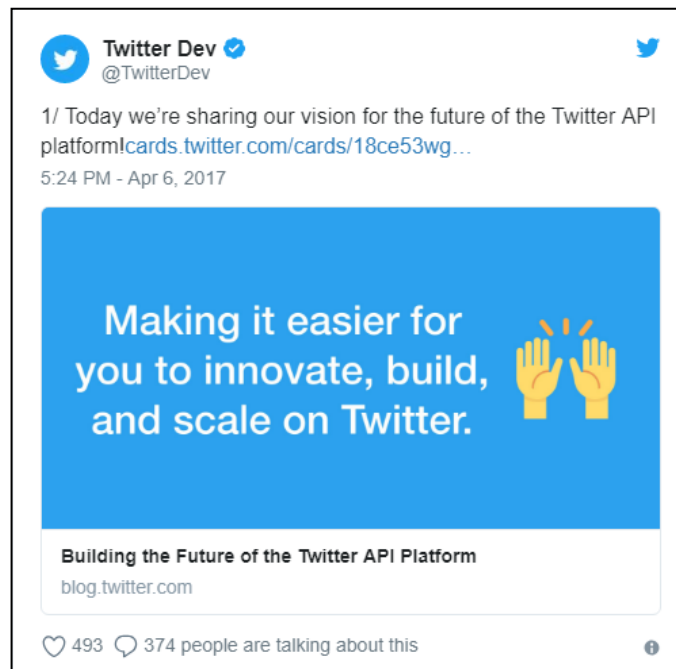 Twitter Dev
@TwitterDev
1/ Today we're sharing our vision for the future of the Twitter API
platform!cards.twitter.com/cards/18ce53wg…
5:24 PM - Apr 6, 2017
Making it easier for
you to innovate, build,
and scale on Twitter.
Building the Future of the Twitter API Platform
blog.twitter.com
493 374 people are talking about this